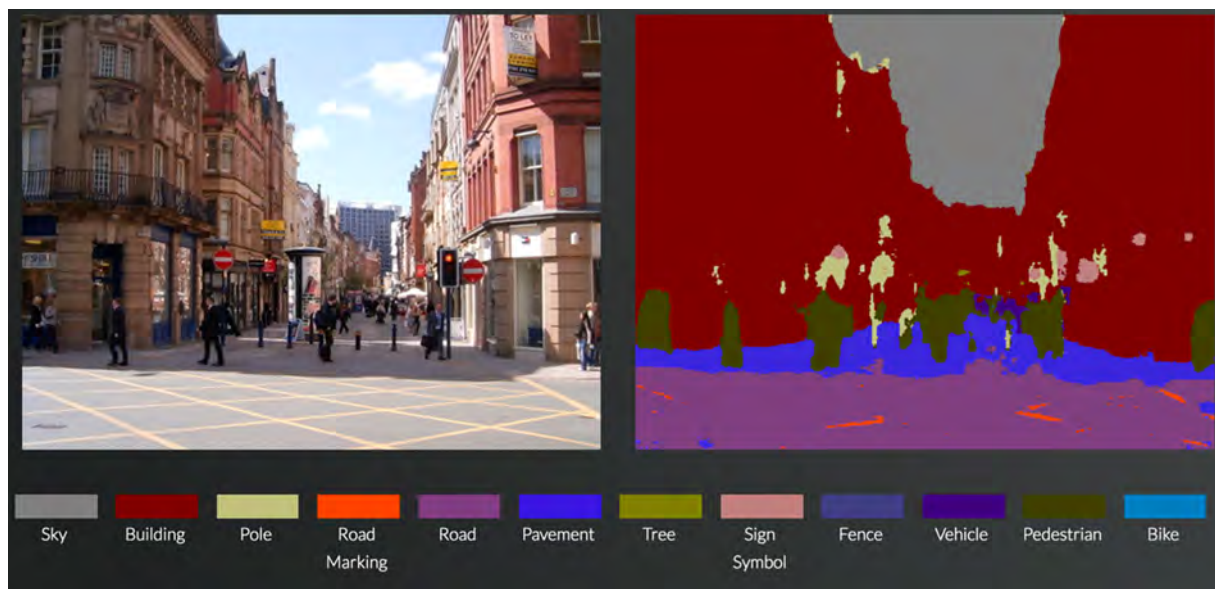 TO LET
Sky
Building
Pole
Road
Marking
Road
Pavement
Tree
Sign
Symbol
Fence
Vehicle
Pedestrian
Bike